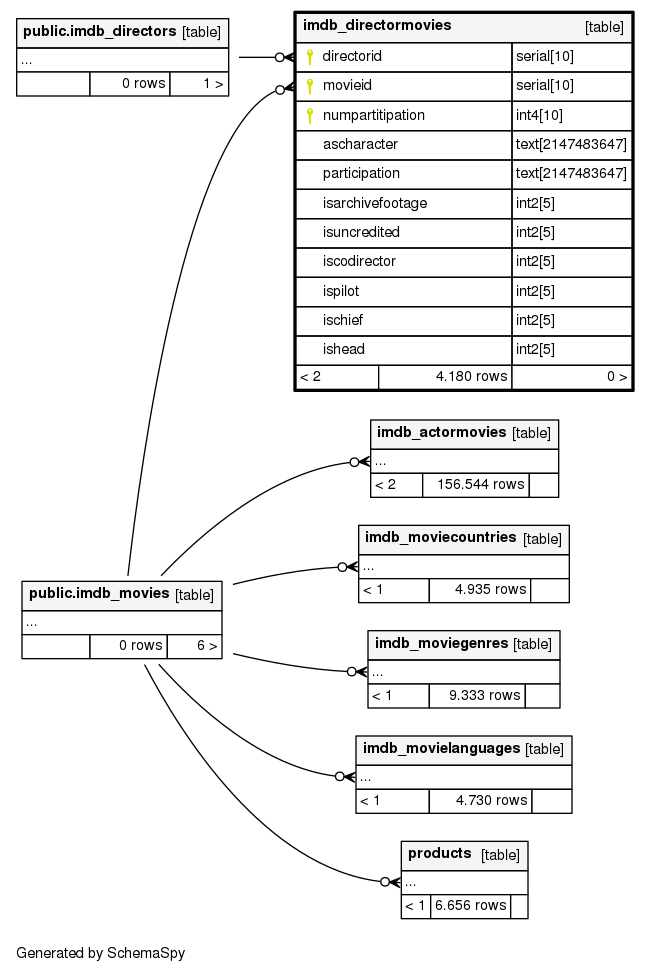 public.imdb_directors [table]
...
0 rows 1 >
imdb_directormovies [table]
directorid serial[10]
movieid serial[10]
numpartitipation int4[10]
ascharacter text[2147483647]
participation text[2147483647]
isarchivefootage int2[5]
isuncredited int2[5]
iscodirector int2[5]
ispilot int2[5]
ischief int2[5]
ishead int2[5]
< 2 4.180 rows 0 >
imdb_actormovies [table]
...
< 2 156.544 rows
imdb_moviecountries [table]
...
< 1 4.935 rows
public.imdb_movies [table]
...
0 rows 6 >
imdb_moviegenres [table]
...
< 1 9.333 rows
imdb_movielanguages [table]
...
< 1 4.730 rows
products [table]
...
< 1 6.656 rows
Generated by SchemaSpy